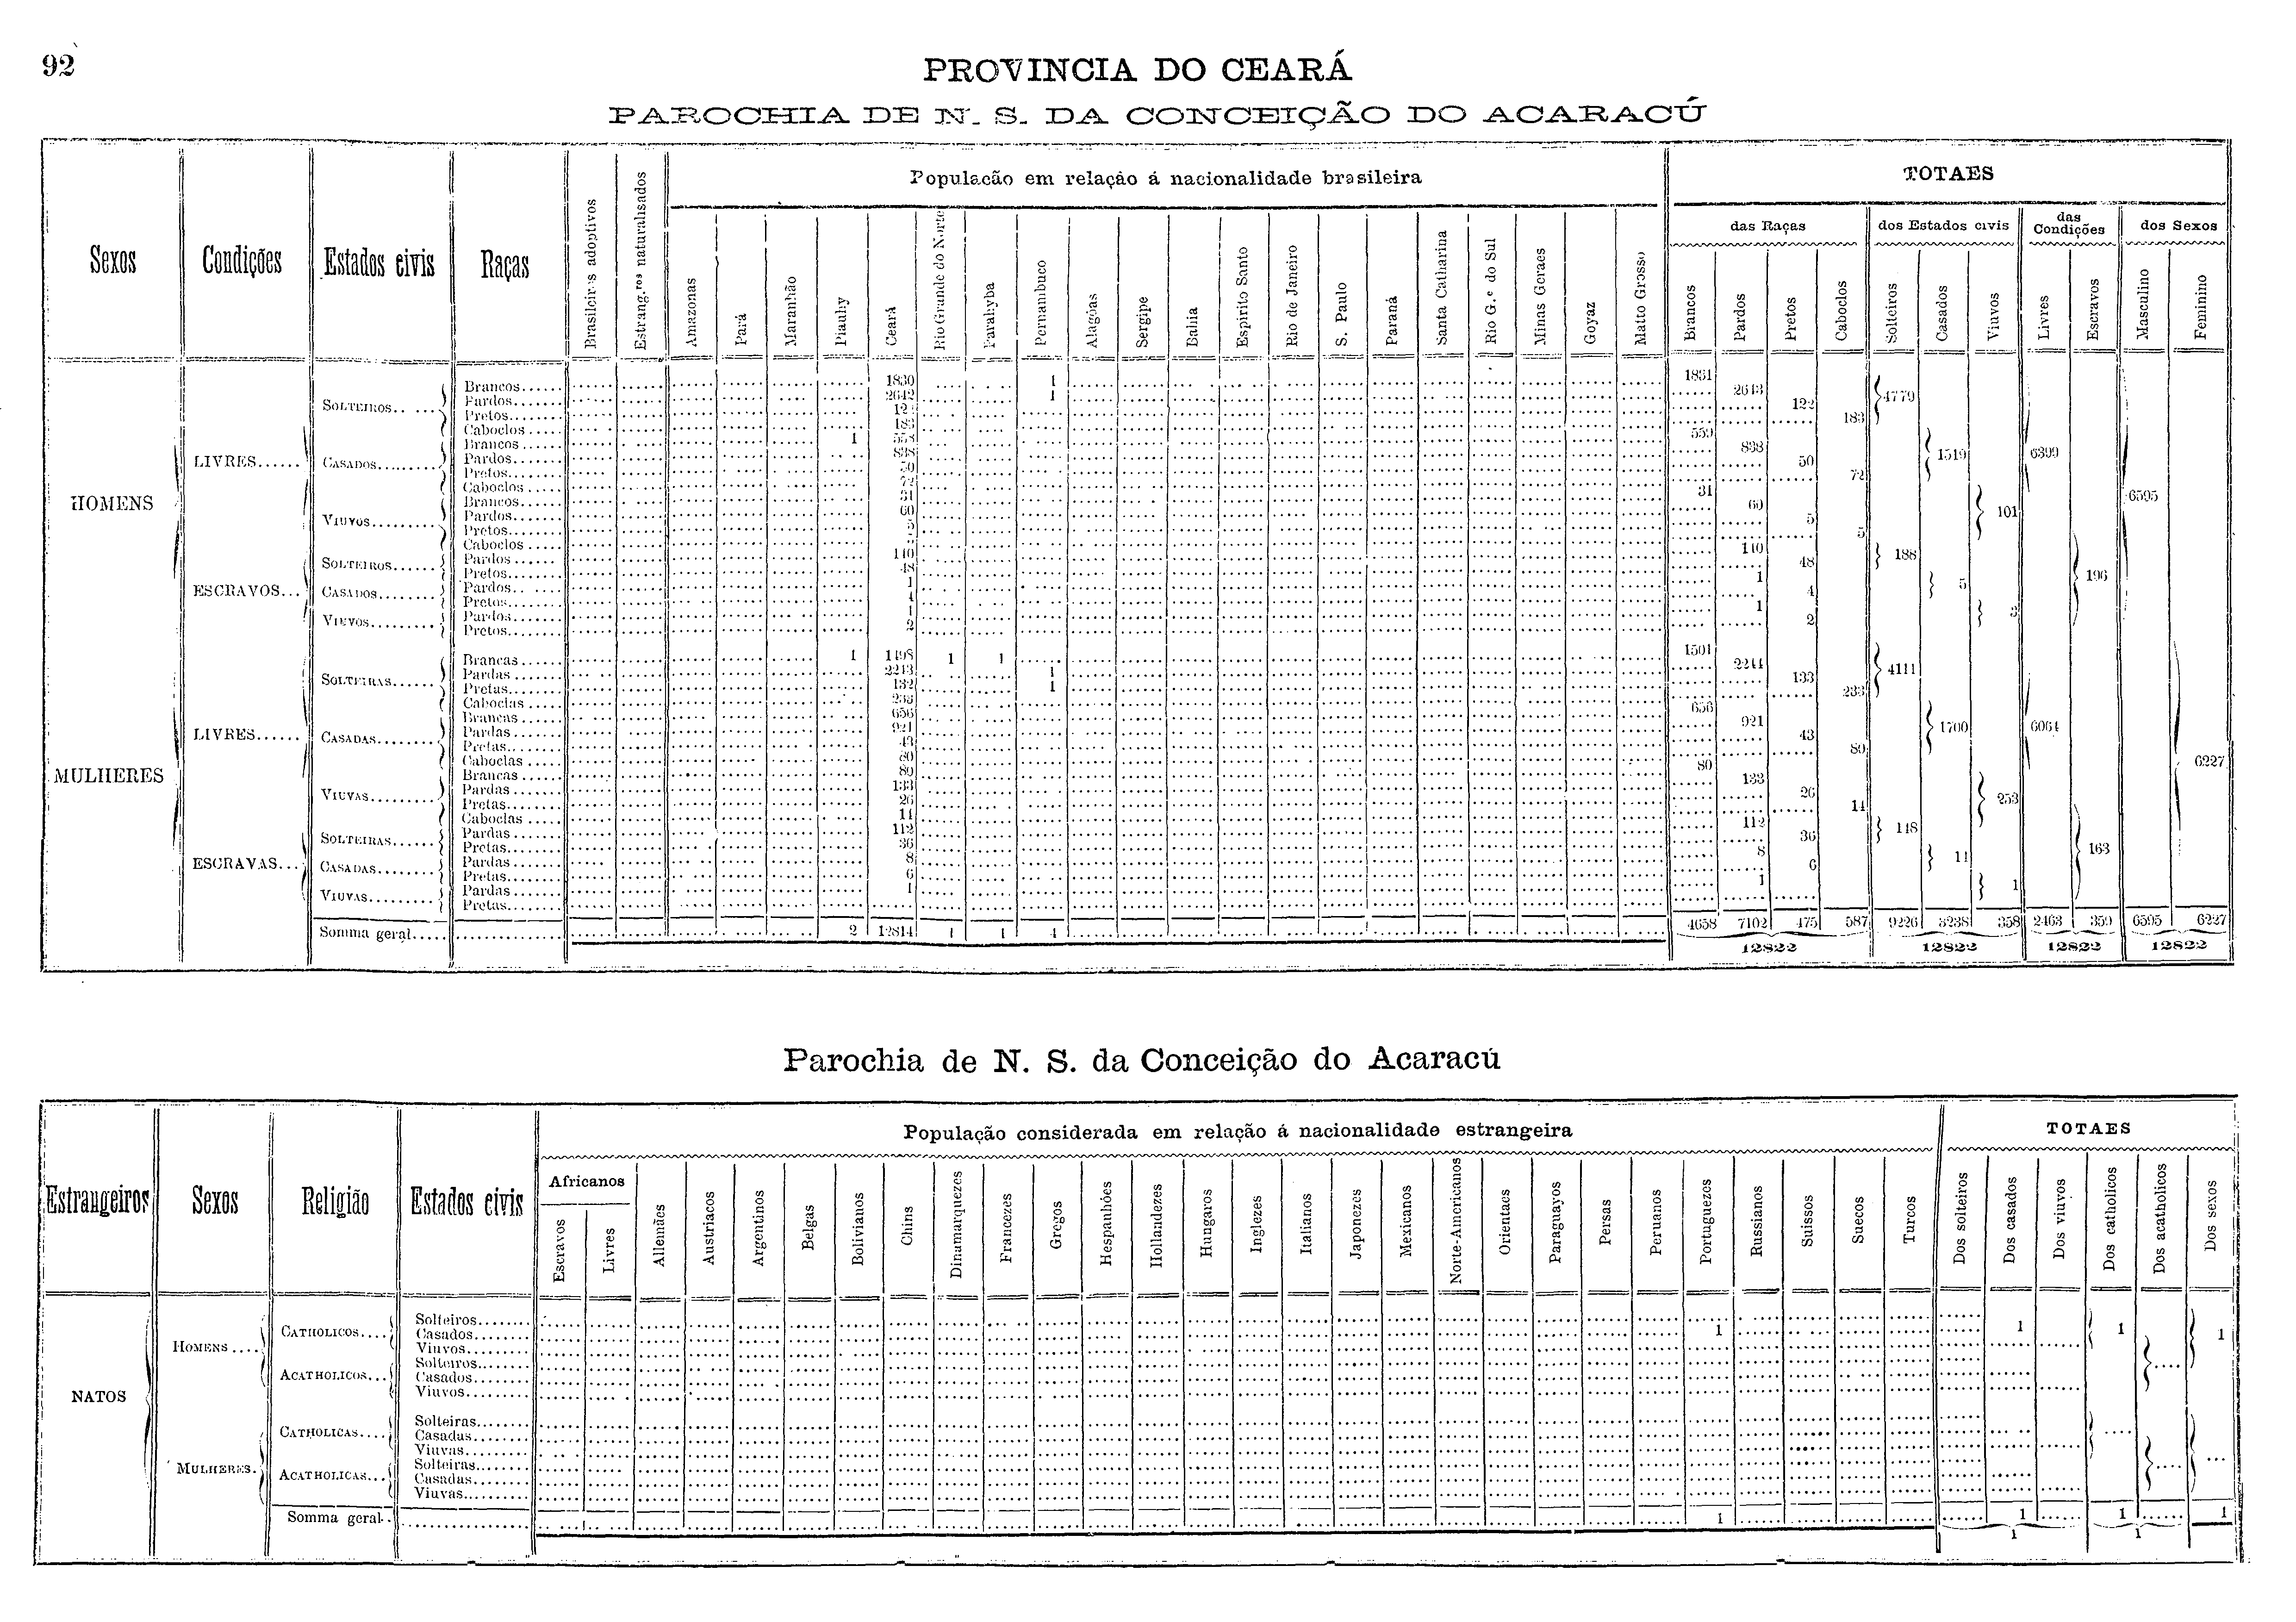 92
PROVINCIA DO CEARÁ
PAROCHIA DE N. S. DA CONCEIÇÃO DO ACARACÚ
Sexos | Condições | Estados civis | Raças | Brasileiros adoptivos | Estrang.ros naturalisados | População em relação á nacionalidade brasileira | TOTAES
Amazonas | Pará | Maranhão | Piauhy | Ceará | Rio Grande do Norte | Parahyba | Pernambuco | Alagôas | Sergipe | Bahia | Espirito Santo | Rio de Janeiro | S. Paulo | Paraná | Santa Catharina | Rio G.e do Sul | Minas Geraes | Goyaz | Matto Grosso | das Raças | dos Estados civis | das Condições | dos Sexos
Brancos | Pardos | Pretos | Caboclos | Solteiros | Casados | Viuvos | Livres | Escravos | Masculino | Feminino
HOMENS
LIVRES...... 6399 6595
SOLTEIROS...... 4779
Brancos...... 1830 1 1831
Pardos...... 2642 1 2643
Pretos...... 122
Caboclos..... 183 183
CASADOS......... 1519
Brancos...... 1 558 559
Pardos...... 838 838
Pretos...... 50 50
Caboclos..... 72 72
VIUVOS......... 101
Brancos...... 31 31
Pardos...... 60 60
Pretos...... 5 5
Caboclos..... 5
ESCRAVOS... 196
SOLTEIROS...... 188
Pardos...... 140 140
Pretos...... 48 48
CASADOS........ 5
Pardos...... 1 1
Pretos...... 4 4
VIUVOS......... 3
Pardos...... 1 1
Pretos...... 2 2
MULHERES
LIVRES...... 6064 6227
SOLTEIRAS...... 4111
Brancas...... 1 1498 1 1 1501
Pardas...... 2243 1 2244
Pretas...... 132 1 133
Caboclas..... 233 233
CASADAS........ 1700
Brancas...... 656 656
Pardas...... 921 921
Pretas...... 43 43
Caboclas..... 80 80
VIUVAS......... 253
Brancas...... 80 80
Pardas...... 133 133
Pretas...... 26 26
Caboclas..... 14 14
ESCRAVAS... 163
SOLTEIRAS...... 148
Pardas...... 112 112
Pretas...... 36 36
CASADAS........ 14
Pardas...... 8 8
Pretas...... 6 6
VIUVAS......... 1
Pardas...... 1 1
Pretas......
Somma geral..... 2 12814 1 1 4 4658 7102 475 587 9226 3238 358 2463 359 6595 6227
12822 12822 12822 12822
Parochia de N. S. da Conceição do Acaracú
Estrangeiros | Sexos | Religião | Estados civis | População considerada em relação á nacionalidade estrangeira | TOTAES
Africanos
Escravos | Livres | Allemães | Austriacos | Argentinos | Belgas | Bolivianos | Chins | Dinamarquezes | Francezes | Gregos | Hespanhões | Hollandezes | Hungaros | Inglezes | Italianos | Japonezes | Mexicanos | Norte-Americanos | Orientaes | Paraguayos | Persas | Peruanos | Portuguezes | Russianos | Suissos | Suecos | Turcos | Dos solteiros | Dos casados | Dos viuvos | Dos catholicos | Dos acatholicos | Dos sexos
NATOS
HOMENS.... 1
CATHOLICOS.... 1
Solteiros........
Casados........ 1 1
Viuvos.........
ACATHOLICOS... ....
Solteiros........
Casados........
Viuvos.........
MULHERES. ...
CATHOLICAS.... ....
Solteiras........
Casadas........
Viuvas.........
ACATHOLICAS... ....
Solteiras........
Casadas........
Viuvas.........
Somma geral. 1 1 1 1
1 1